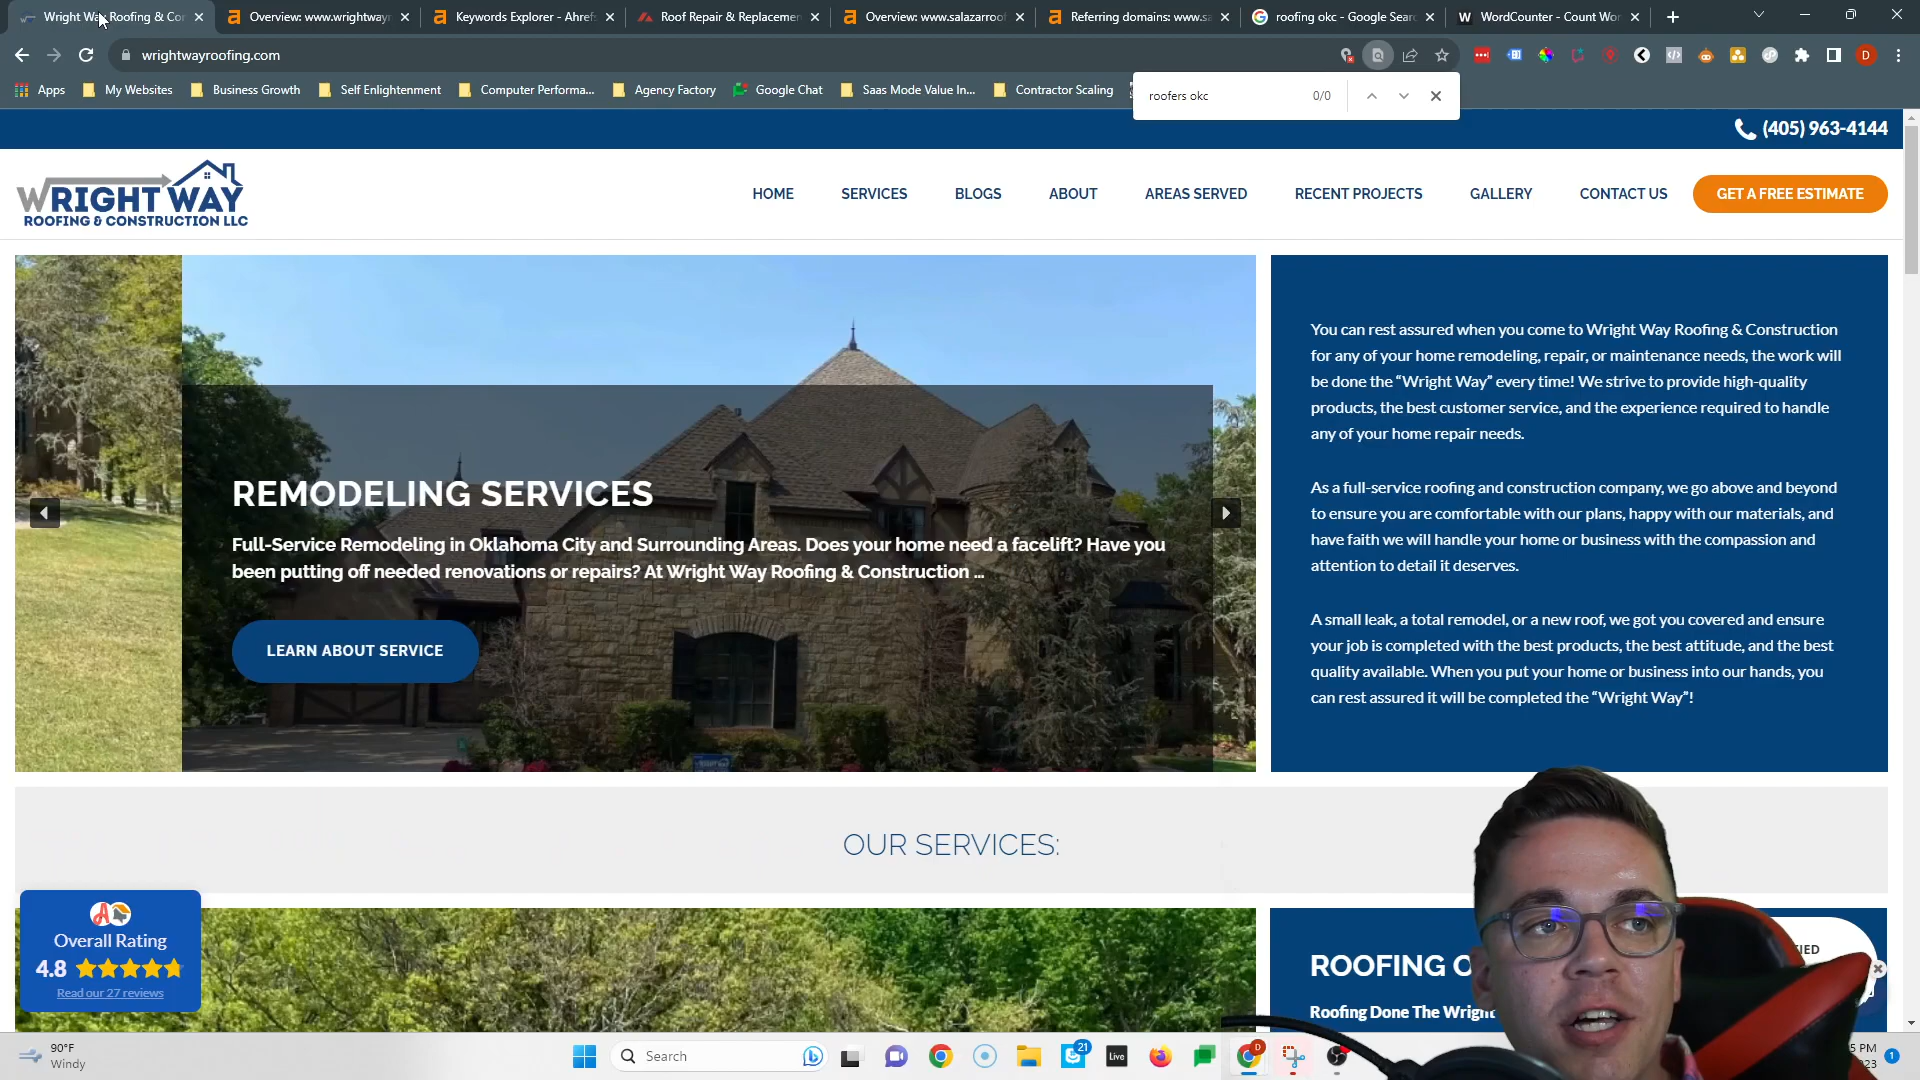 Wright Way Roofing & Co
Overview: www.wrightwayr
Keywords Explorer - Ahrefs
Roof Repair & Replacemen
Overview: www.salazarroof
Referring domains: www.sa
roofing okc - Google Sear
WordCounter - Count Wor
wrightwayroofing.com
D
Apps
My Websites
Business Growth
Self Enlightenment
Computer Performa...
Agency Factory
Google Chat
Saas Mode Value In...
Contractor Scaling
roofers okc
0/0
(405) 963-4144
WRIGHT WAY
ROOFING & CONSTRUCTION LLC
HOME
SERVICES
BLOGS
ABOUT
AREAS SERVED
RECENT PROJECTS
GALLERY
CONTACT US
GET A FREE ESTIMATE
REMODELING SERVICES
Full-Service Remodeling in Oklahoma City and Surrounding Areas. Does your home need a facelift? Have you
been putting off needed renovations or repairs? At Wright Way Roofing & Construction ...
LEARN ABOUT SERVICE
You can rest assured when you come to Wright Way Roofing & Construction
for any of your home remodeling, repair, or maintenance needs, the work will
be done the “Wright Way” every time! We strive to provide high-quality
products, the best customer service, and the experience required to handle
any of your home repair needs.
As a full-service roofing and construction company, we go above and beyond
to ensure you are comfortable with our plans, happy with our materials, and
have faith we will handle your home or business with the compassion and
attention to detail it deserves.
A small leak, a total remodel, or a new roof, we got you covered and ensure
your job is completed with the best products, the best attitude, and the best
quality available. When you put your home or business into our hands, you
can rest assured it will be completed the “Wright Way”!
OUR SERVICES:
Overall Rating
4.8
Read our 27 reviews
ROOFING
Roofing Done The Wright
FIED
90°F
Windy
Search
21
Live
D
5 PM
23
1